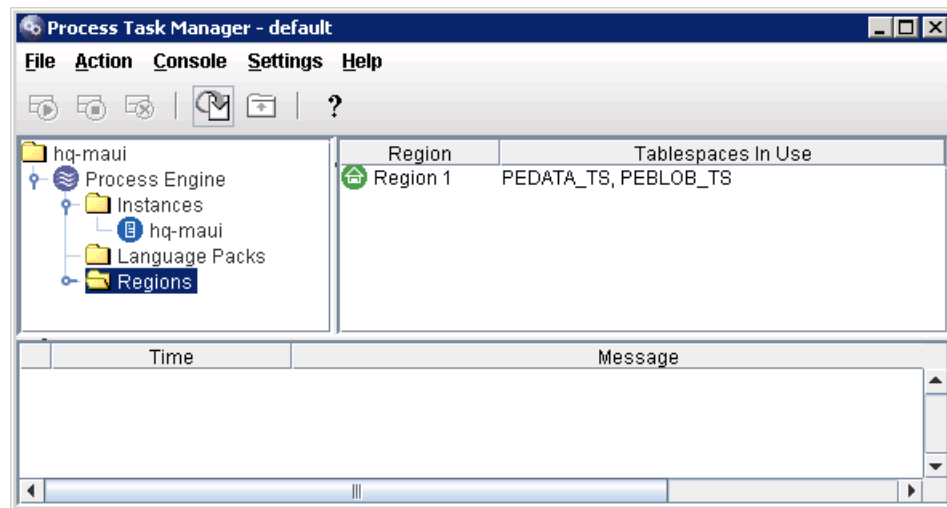 Process Task Manager - default
File Action Console Settings Help
?
hq-maui
Process Engine
Instances
hq-maui
Language Packs
Regions
Region Tablespaces In Use
Region 1 PEDATA_TS, PEBLOB_TS
Time Message